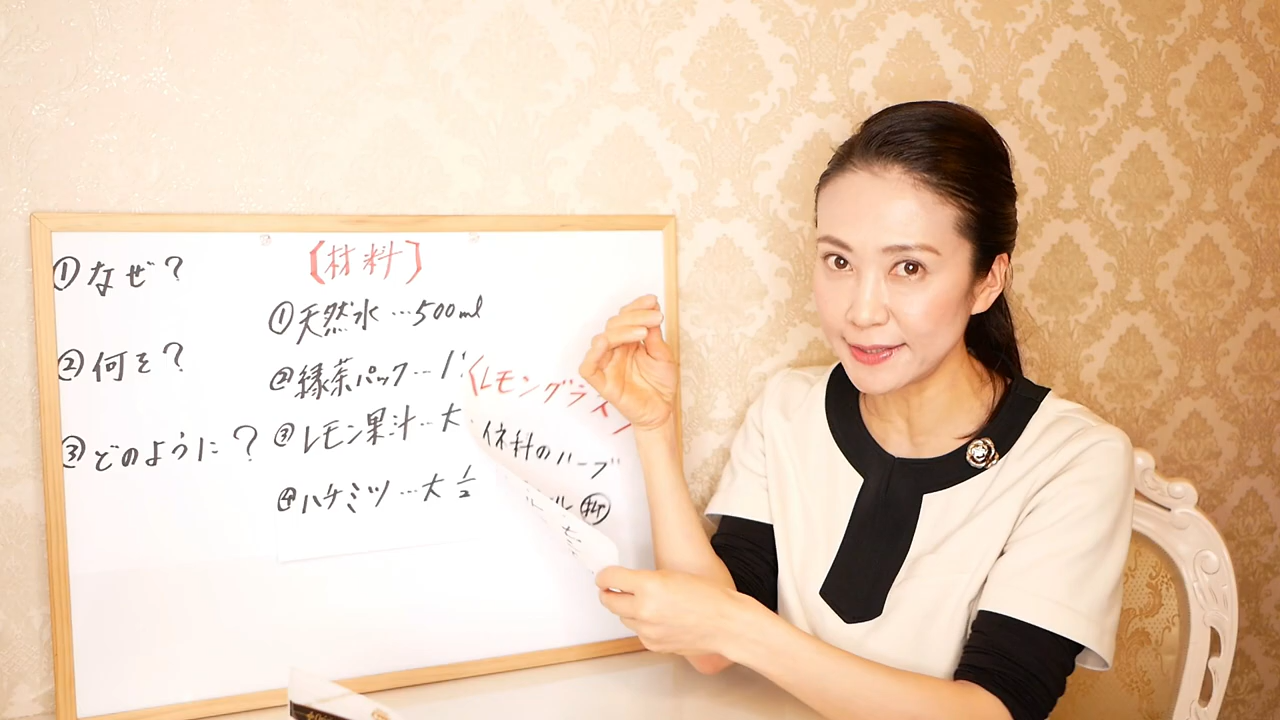 ①なぜ?
②何を?
③どのように?
【材料】
①天然水…500ml
②緑茶パック…1
③レモン果汁…大
④ハチミツ…大1/2
〈レモングラス
イネ科のハーブ